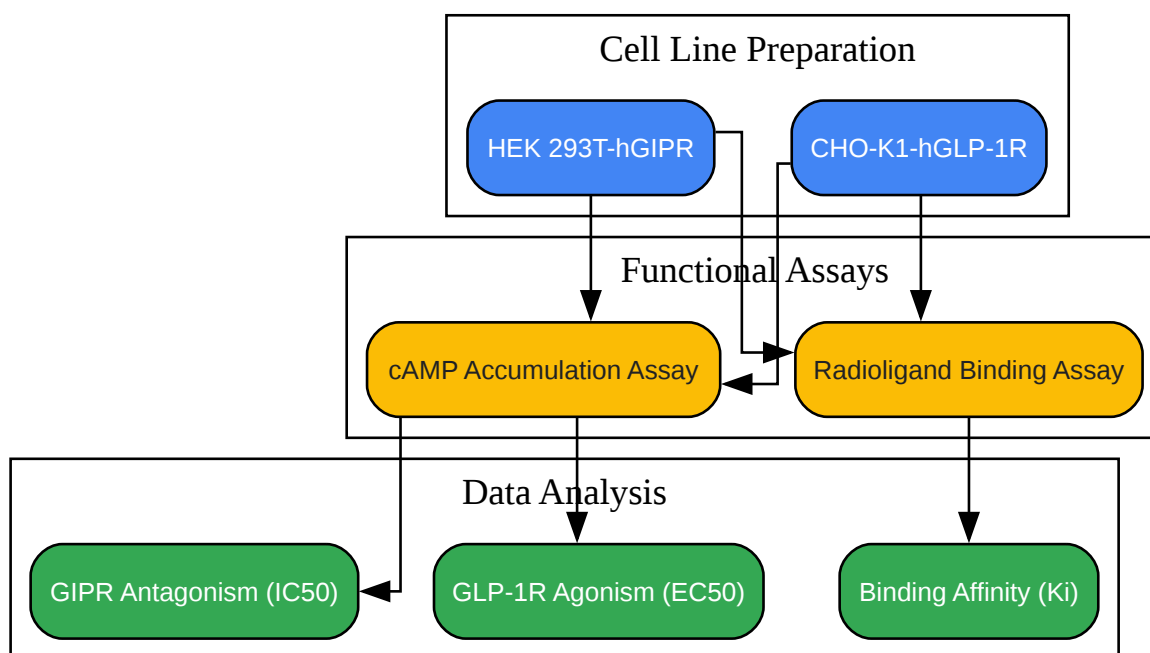 Cell Line Preparation
HEK 293T-hGIPR
CHO-K1-hGLP-1R
Functional Assays
cAMP Accumulation Assay
Radioligand Binding Assay
Data Analysis
GIPR Antagonism (IC50)
GLP-1R Agonism (EC50)
Binding Affinity (Ki)